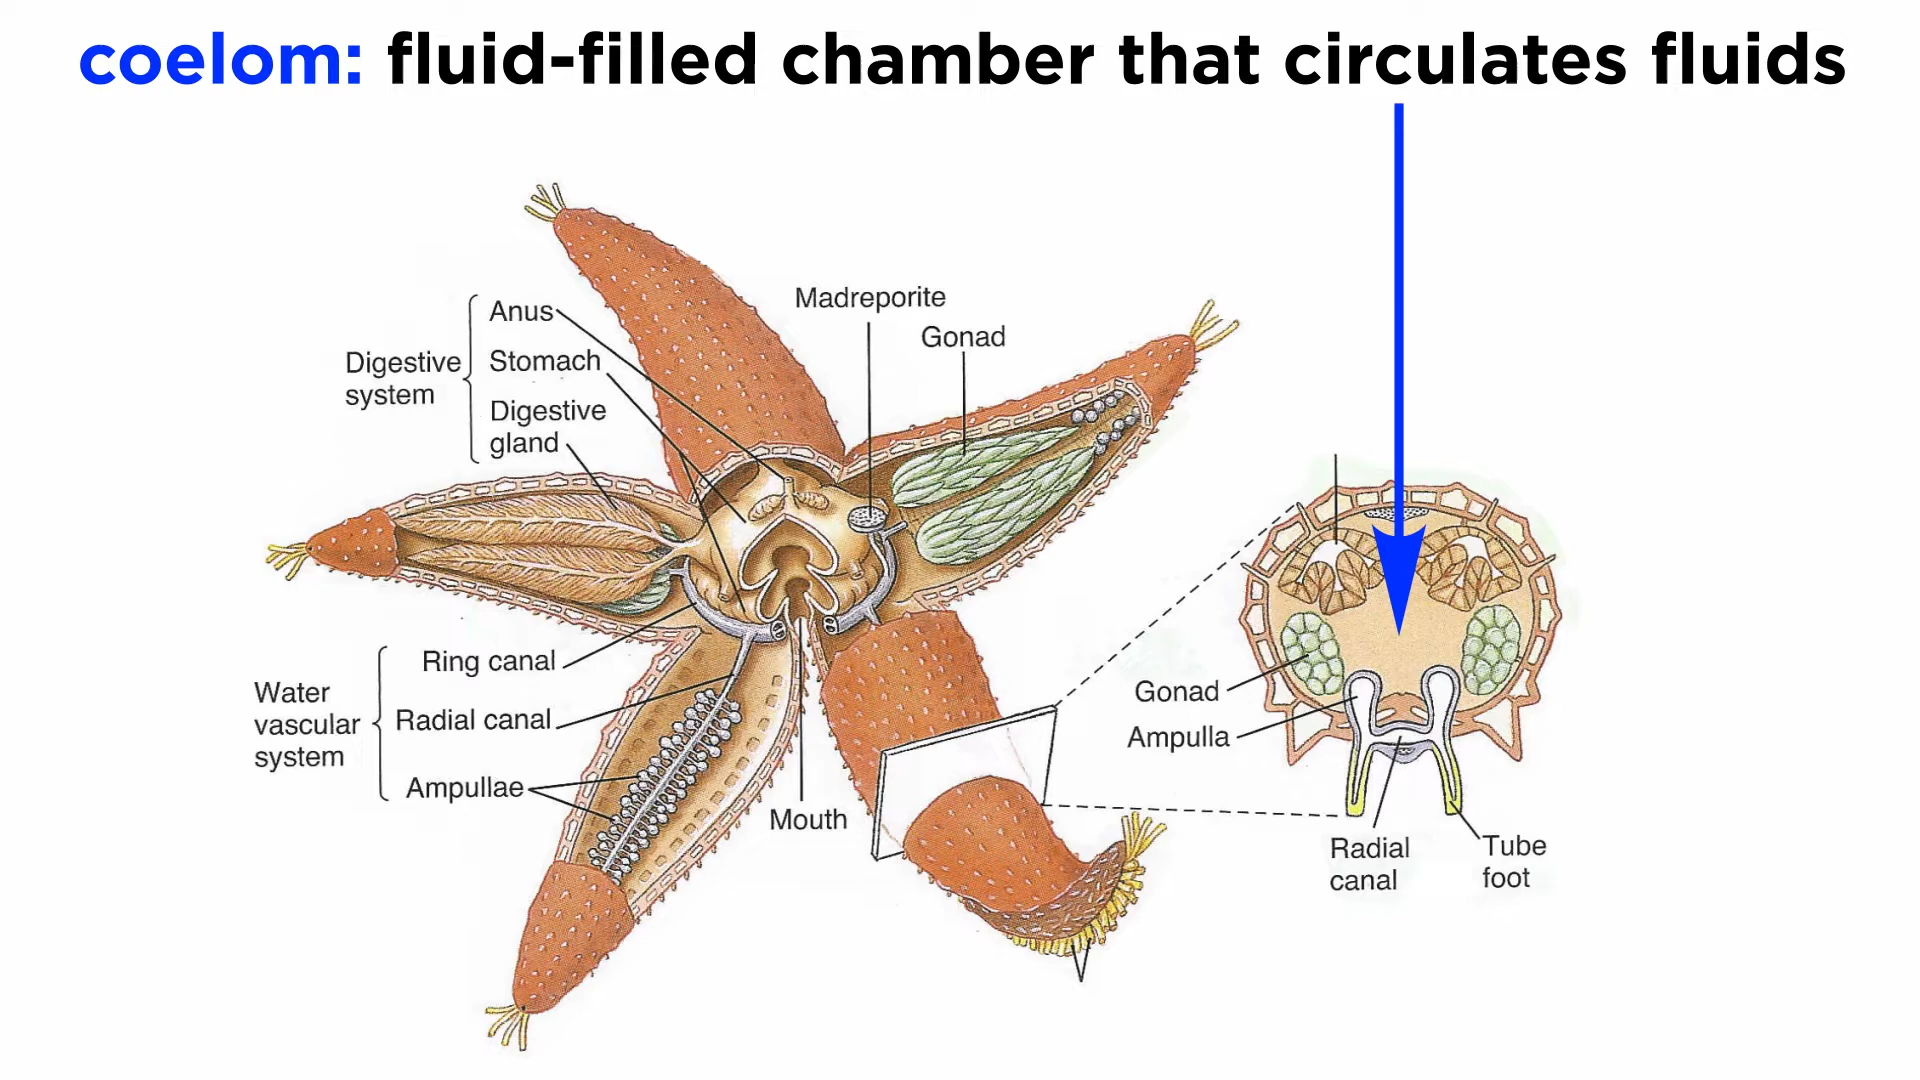 coelom: fluid-filled chamber that circulates fluids
Madreporite
Gonad
Digestive
system
Anus
Stomach
Digestive
gland
Water
vascular
system
Ring canal
Radial canal
Ampullae
Mouth
Gonad
Ampulla
Radial
canal
Tube
foot